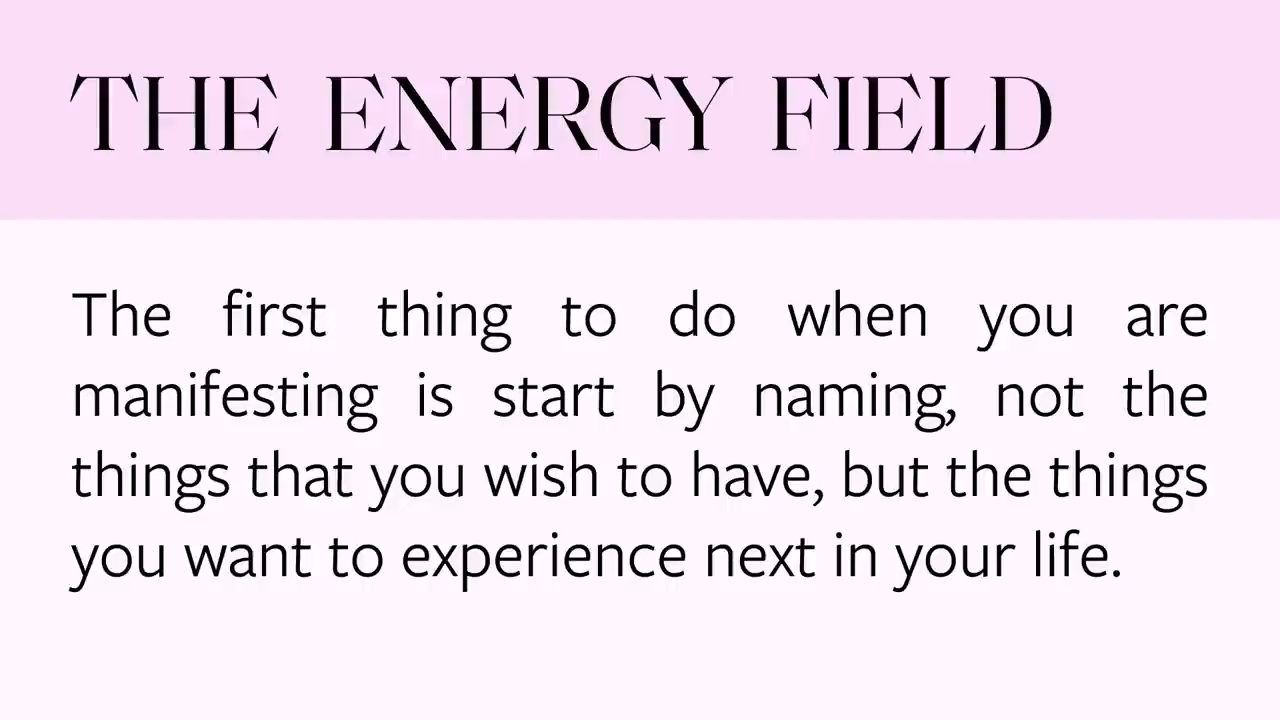 THE ENERGY FIELD
The first thing to do when you are
manifesting is start by naming, not the
things that you wish to have, but the things
you want to experience next in your life.